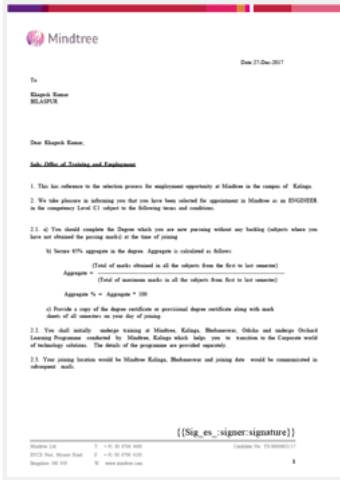 Mindtree
Date 27-Dec-2017
To
Khagesh Kumar
BILASPUR
Dear Khagesh Kumar,
Sub: Offer of Training and Employment
1. This has reference to the selection process for employment opportunity at Mindtree in the campus of Kalinga.
2. We take pleasure in informing you that you have been selected for appointment in Mindtree as an ENGINEER
in the competency Level C1 subject to the following terms and conditions.
2.1. a) You should complete the Degree which you are now pursuing without any backlog (subjects where you
have not obtained the passing marks) at the time of joining
b) Secure 65% aggregate in the degree. Aggregate is calculated as follows:
(Total of marks obtained in all the subjects from the first to last semester)
Aggregate = ----------------------------------------
(Total of maximum marks in all the subjects from the first to last semester)
Aggregate % = Aggregate * 100
c) Provide a copy of the degree certificate or provisional degree certificate along with mark
sheets of all semesters on your day of joining.
2.2. You shall initially undergo training at Mindtree, Kalinga, Bhubaneswar, Odisha and undergo Orchard
Learning Programme conducted by Mindtree, Kalinga which helps you to transition to the Corporate world
of technology solutions. The details of the programme are provided separately.
2.3. Your joining location would be Mindtree Kalinga, Bhubaneswar and joining date would be communicated in
subsequent mails.
{{Sig_es_:signer:signature}}
Mindtree Ltd
T
Candidate No.
RVCE Post, Mysore Road
F
Bangalore 560 059
W www.mindtree.com
1